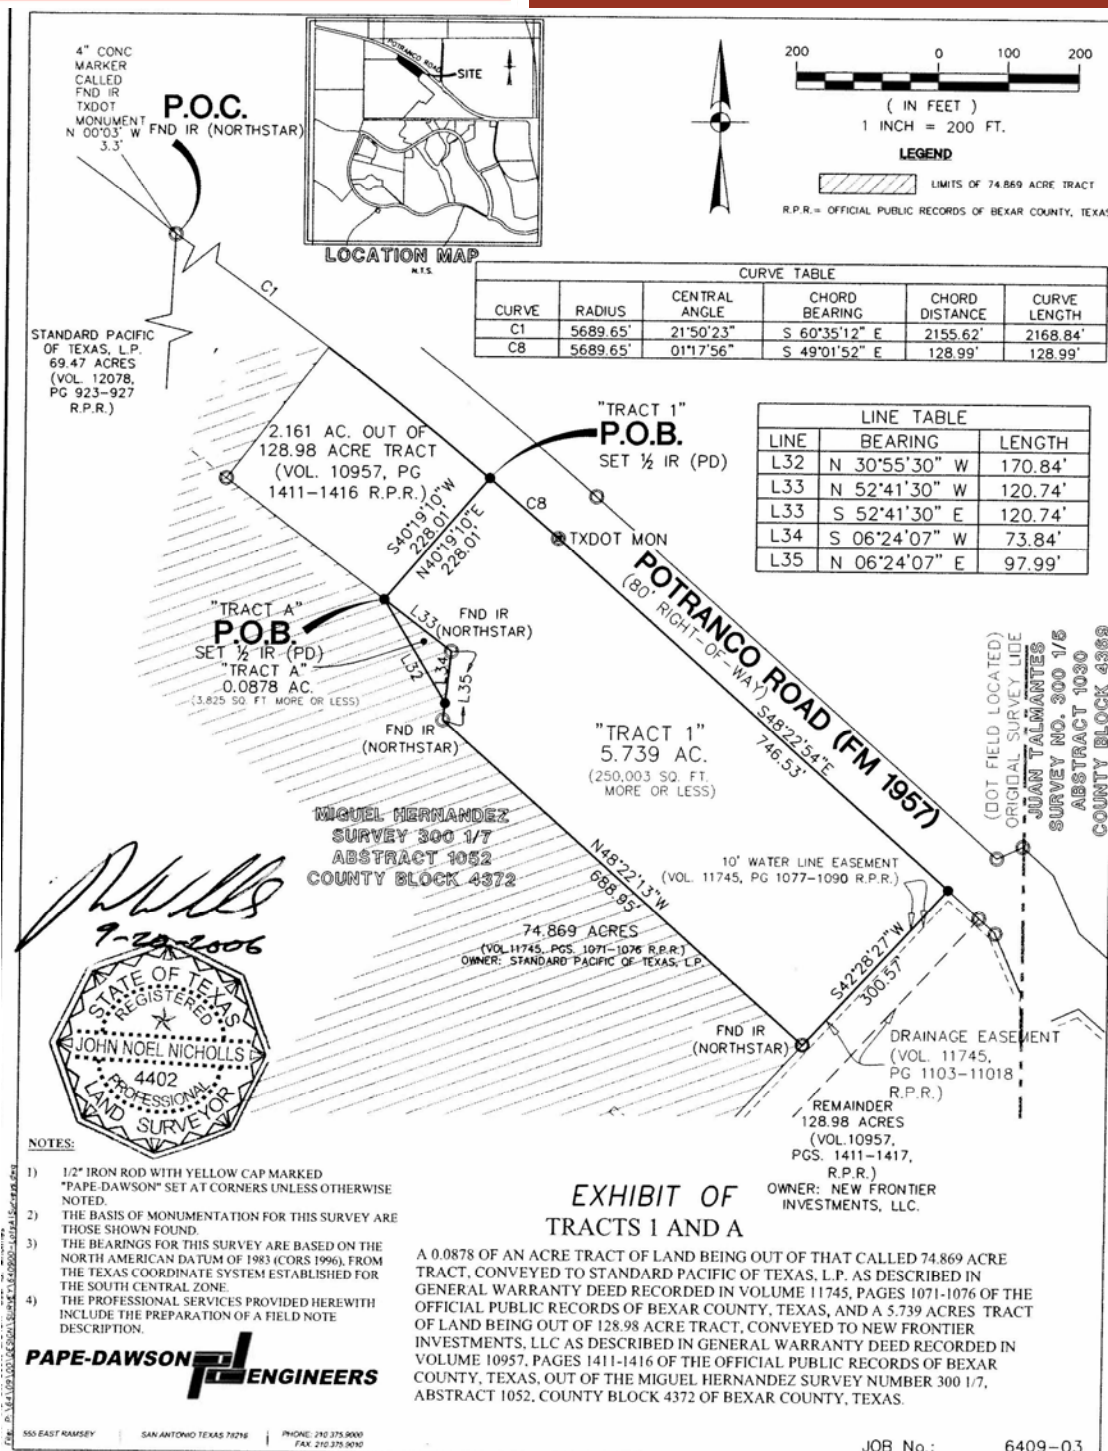 4" CONC
MARKER
CALLED
FND IR
TXDOT
MONUMENT
N 00°03' W
3.3'
P.O.C.
FND IR (NORTHSTAR)
POTRANCO ROAD
SITE
LOCATION MAP
N.T.S.
200 0 100 200
( IN FEET )
1 INCH = 200 FT.
LEGEND
LIMITS OF 74.869 ACRE TRACT
R.P.R.= OFFICIAL PUBLIC RECORDS OF BEXAR COUNTY, TEXAS
CURVE TABLE
CURVE RADIUS CENTRAL ANGLE CHORD BEARING CHORD DISTANCE CURVE LENGTH
C1 5689.65' 21°50'23" S 60°35'12" E 2155.62' 2168.84'
C8 5689.65' 01°17'56" S 49°01'52" E 128.99' 128.99'
C1
STANDARD PACIFIC
OF TEXAS, L.P.
69.47 ACRES
(VOL. 12078,
PG 923-927
R.P.R.)
2.161 AC. OUT OF
128.98 ACRE TRACT
(VOL. 10957, PG
1411-1416 R.P.R.)
"TRACT 1"
P.O.B.
SET ½ IR (PD)
LINE TABLE
LINE BEARING LENGTH
L32 N 30°55'30" W 170.84'
L33 N 52°41'30" W 120.74'
L33 S 52°41'30" E 120.74'
L34 S 06°24'07" W 73.84'
L35 N 06°24'07" E 97.99'
S40°19'10"W
228.01'
N40°19'10"E
228.01'
C8
TXDOT MON
POTRANCO ROAD (FM 1957)
(80' RIGHT-OF-WAY)
S48°22'54"E
746.53'
"TRACT A"
P.O.B.
SET ½ IR (PD)
"TRACT A"
0.0878 AC.
(3,825 SQ. FT MORE OR LESS)
L33
FND IR
(NORTHSTAR)
L32
L34
L35
FND IR
(NORTHSTAR)
"TRACT 1"
5.739 AC.
(250,003 SQ. FT.
MORE OR LESS)
(NOT FIELD LOCATED)
ORIGINAL SURVEY LINE
JUAN TALMANTES
SURVEY NO. 300 1/5
ABSTRACT 1030
COUNTY BLOCK 4369
MIGUEL HERNANDEZ
SURVEY 300 1/7
ABSTRACT 1052
COUNTY BLOCK 4372
N48°22'13"W
688.95'
10' WATER LINE EASEMENT
(VOL. 11745, PG 1077-1090 R.P.R.)
74.869 ACRES
(VOL.11745, PGS. 1071-1076 R.P.R.)
OWNER: STANDARD PACIFIC OF TEXAS, L.P.
S42°28'27"W
300.57'
FND IR
(NORTHSTAR)
DRAINAGE EASEMENT
(VOL. 11745,
PG 1103-11018
R.P.R.)
REMAINDER
128.98 ACRES
(VOL.10957,
PGS. 1411-1417,
R.P.R.)
OWNER: NEW FRONTIER
INVESTMENTS, LLC.
9-20-2006
STATE OF TEXAS
REGISTERED
JOHN NOEL NICHOLLS
4402
PROFESSIONAL
LAND SURVEYOR
NOTES:
1) 1/2" IRON ROD WITH YELLOW CAP MARKED
"PAPE-DAWSON" SET AT CORNERS UNLESS OTHERWISE
NOTED.
2) THE BASIS OF MONUMENTATION FOR THIS SURVEY ARE
THOSE SHOWN FOUND.
3) THE BEARINGS FOR THIS SURVEY ARE BASED ON THE
NORTH AMERICAN DATUM OF 1983 (CORS 1996), FROM
THE TEXAS COORDINATE SYSTEM ESTABLISHED FOR
THE SOUTH CENTRAL ZONE.
4) THE PROFESSIONAL SERVICES PROVIDED HEREWITH
INCLUDE THE PREPARATION OF A FIELD NOTE
DESCRIPTION.
PAPE-DAWSON
ENGINEERS
555 EAST RAMSEY | SAN ANTONIO TEXAS 78216 | PHONE: 210.375.9000
FAX: 210.375.9010
EXHIBIT OF
TRACTS 1 AND A
A 0.0878 OF AN ACRE TRACT OF LAND BEING OUT OF THAT CALLED 74.869 ACRE
TRACT, CONVEYED TO STANDARD PACIFIC OF TEXAS, L.P. AS DESCRIBED IN
GENERAL WARRANTY DEED RECORDED IN VOLUME 11745, PAGES 1071-1076 OF THE
OFFICIAL PUBLIC RECORDS OF BEXAR COUNTY, TEXAS, AND A 5.739 ACRES TRACT
OF LAND BEING OUT OF 128.98 ACRE TRACT, CONVEYED TO NEW FRONTIER
INVESTMENTS, LLC AS DESCRIBED IN GENERAL WARRANTY DEED RECORDED IN
VOLUME 10957, PAGES 1411-1416 OF THE OFFICIAL PUBLIC RECORDS OF BEXAR
COUNTY, TEXAS, OUT OF THE MIGUEL HERNANDEZ SURVEY NUMBER 300 1/7,
ABSTRACT 1052, COUNTY BLOCK 4372 OF BEXAR COUNTY, TEXAS.
JOB No.: 6409-03